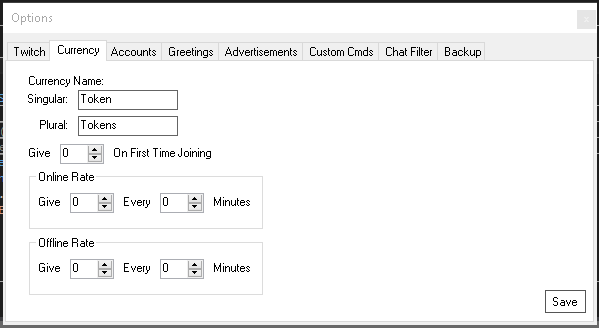 Options
x
Twitch Currency Accounts Greetings Advertisements Custom Cmds Chat Filter Backup
Currency Name:
Singular: Token
Plural: Tokens
Give 0 On First Time Joining
Online Rate
Give 0 Every 0 Minutes
Offline Rate
Give 0 Every 0 Minutes
Save